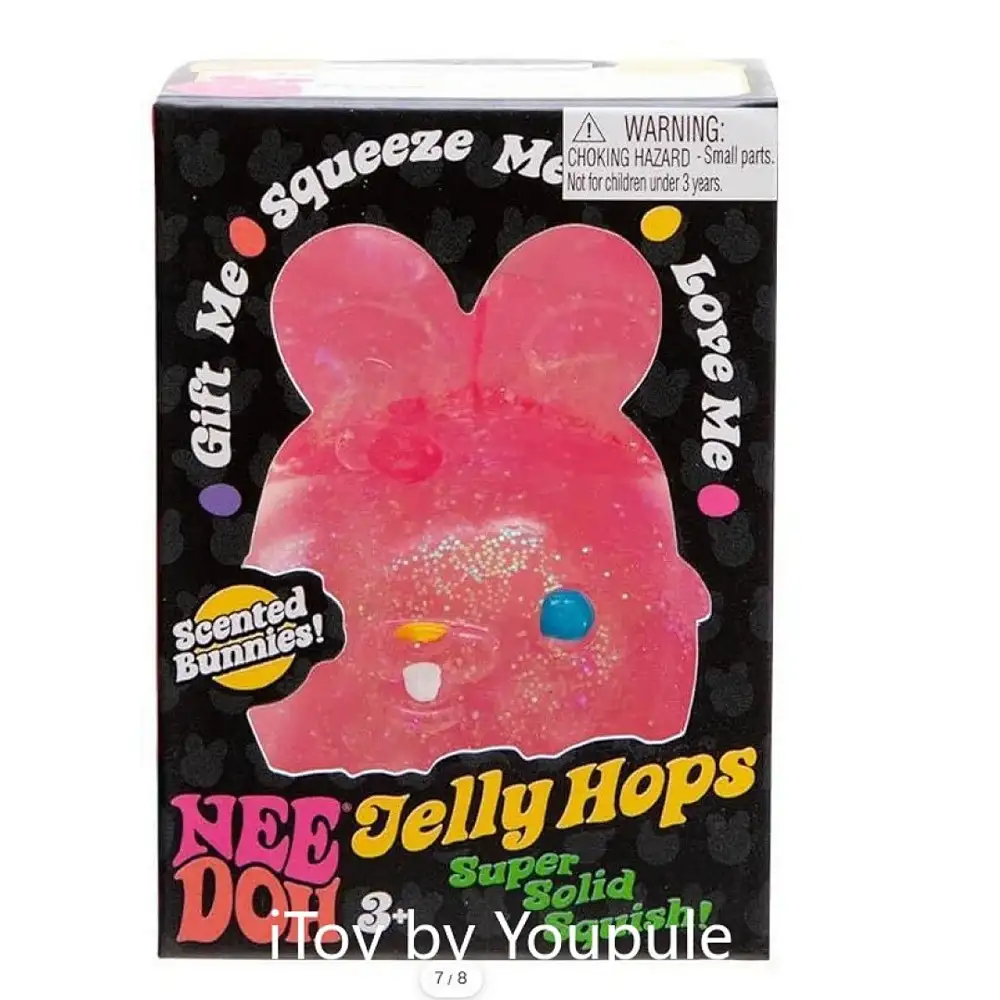 WARNING:
CHOKING HAZARD - Small parts.
Not for children under 3 years.
Gift Me
Squeeze Me
Love Me
Scented
Bunnies!
NEE® Jelly Hops
DOH 3+
Super
Solid
Squish!
iToy by Youpule
7 / 8